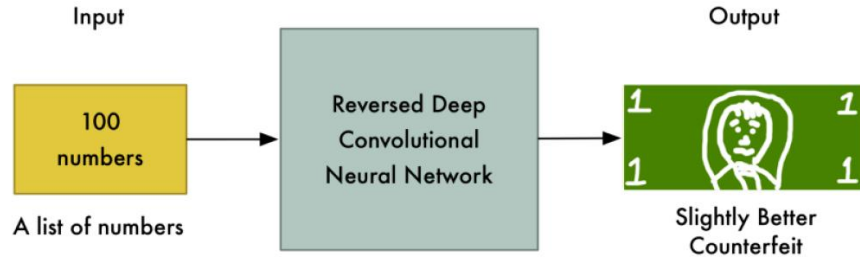 Input
Output
100
numbers
Reversed Deep
Convolutional
Neural Network
1
1
1
1
A list of numbers
Slightly Better
Counterfeit